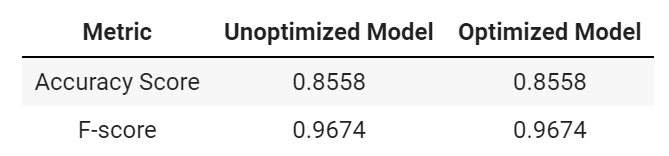 Metric Unoptimized Model Optimized Model
Accuracy Score 0.8558 0.8558
F-score 0.9674 0.9674